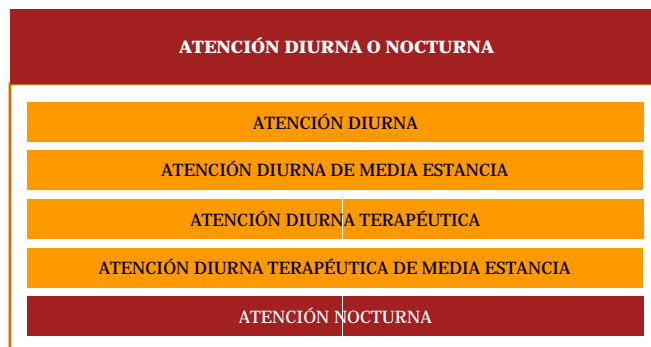 ATENCIÓN DIURNA O NOCTURNA
ATENCIÓN DIURNA
ATENCIÓN DIURNA DE MEDIA ESTANCIA
ATENCIÓN DIURNA TERAPÉUTICA
ATENCIÓN DIURNA TERAPÉUTICA DE MEDIA ESTANCIA
ATENCIÓN NOCTURNA